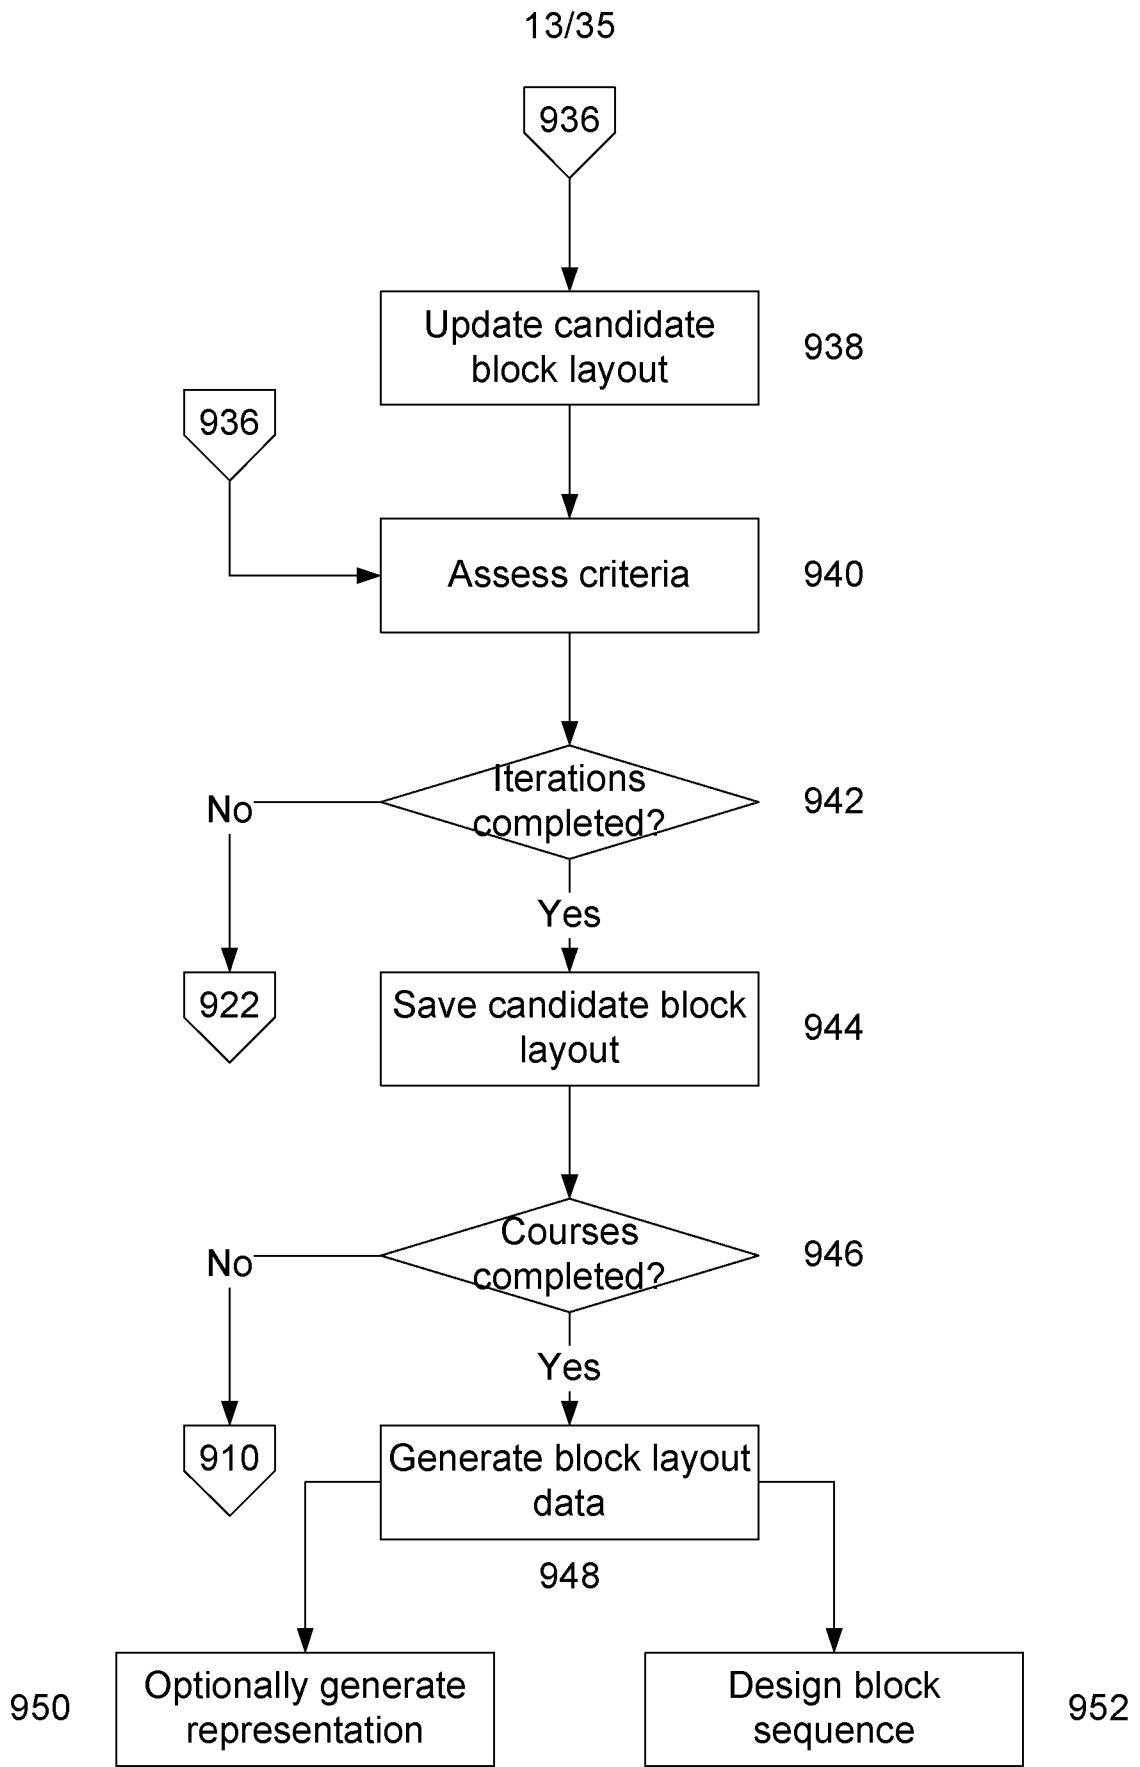 13/35
936
Update candidate
block layout
938
936
Assess criteria
940
Iterations
completed?
942
No
Yes
922
Save candidate block
layout
944
Courses
completed?
946
No
Yes
910
Generate block layout
data
948
950
Optionally generate
representation
Design block
sequence
952